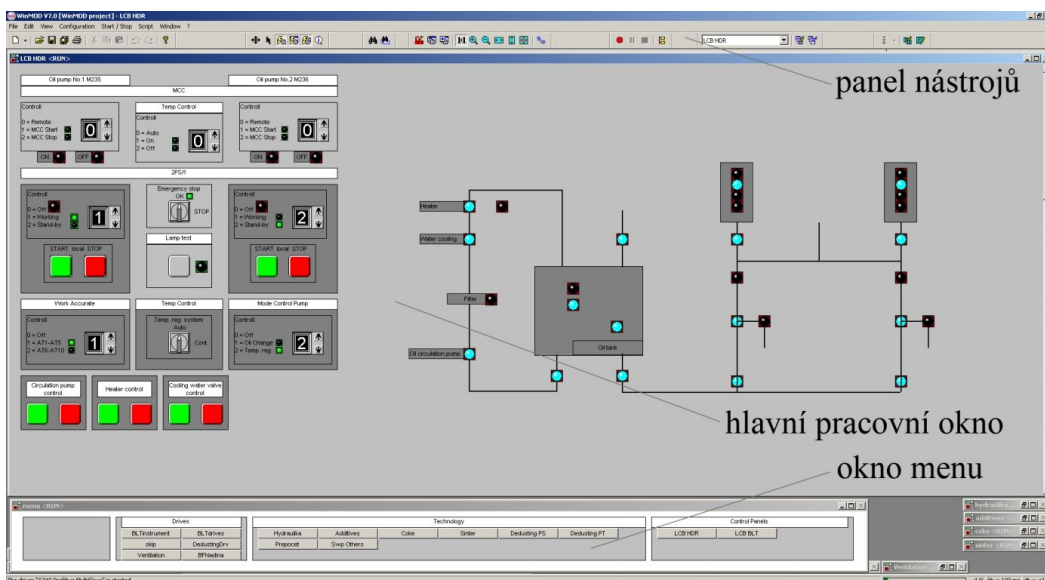 WinMOD V7.0 [WinMOD project] - LCB HDR
File Edit View Configuration Start / Stop Script Window ?
LCB HDR
panel nástrojů
LCB HDR <RUN>
Oil pump No.1 M235
Oil pump No.2 M236
MCC
Controll
0 = Remote
1 = MCC Start
2 = MCC Stop
0
ON
OFF
Temp Control
Controll
0 = Auto
1 = On
2 = Off
0
Controll
0 = Remote
1 = MCC Start
2 = MCC Stop
0
ON
OFF
2PS/1
Controll
0 = Off
1 = Working
2 = Stand-by
1
START local STOP
Emergency stop
OK
STOP
Lamp test
Controll
0 = Off
1 = Working
2 = Stand-by
2
START local STOP
Work Accurate
Controll
0 = Off
1 = AT1-AT5
2 = AT6-AT10
1
Temp Control
Temp. reg. system
Auto
Cont.
Mode Control Pump
Controll
0 = Off
1 = Oil Change
2 = Temp. reg.
2
Circulation pump
control
Heater control
Cooling water valve
control
Heater
Water cooling
Filter
Oil circulation pump
Oil tank
hlavní pracovní okno
okno menu
menu <RUN>
Drives
BLTinstrument
BLTdrives
skip
DedustingDrv
Ventilation
BFhladina
Technology
Hydraulika
Additives
Coke
Sinter
Dedusting PS
Dedusting PT
Prepocet
Swp Others
Control Panels
LCB HDR
LCB BLT